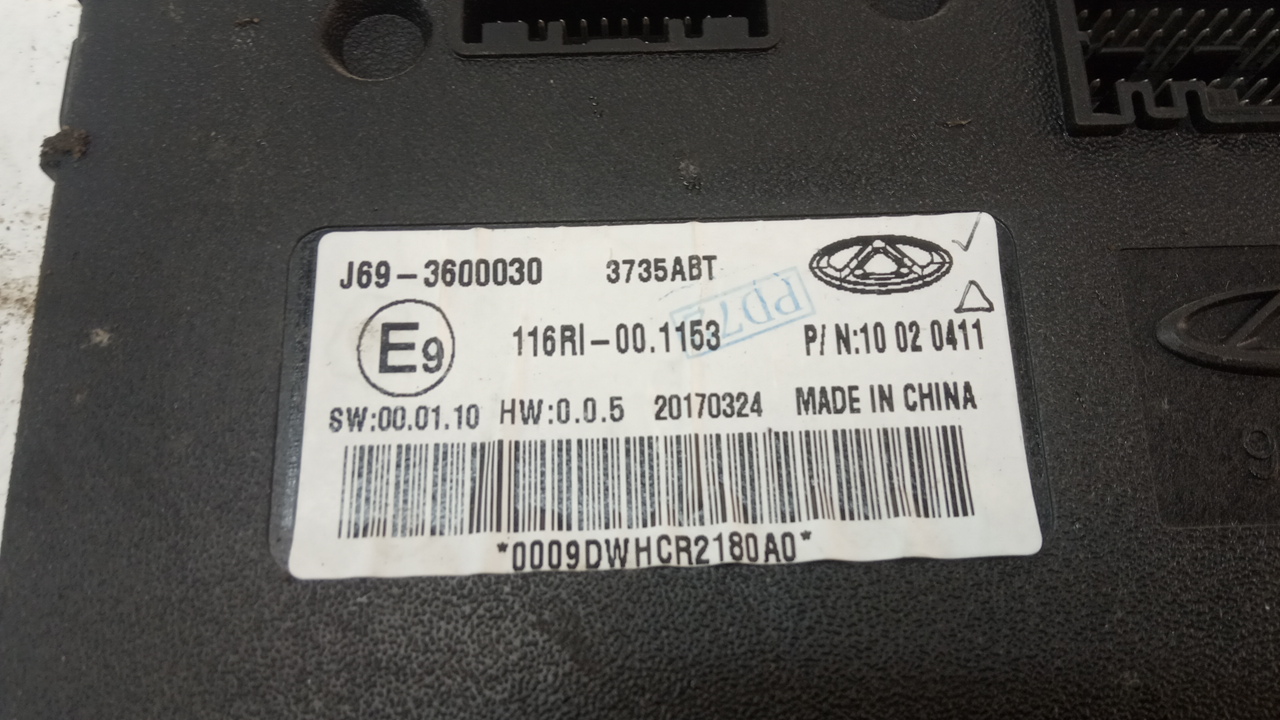 J69-3600030 3735ABT
E9 116RI-00.1153 P/N:10 02 0411
PD7
SW:00.01.10 HW:0.0.5 20170324 MADE IN CHINA
*0009DWHCR2180A0*